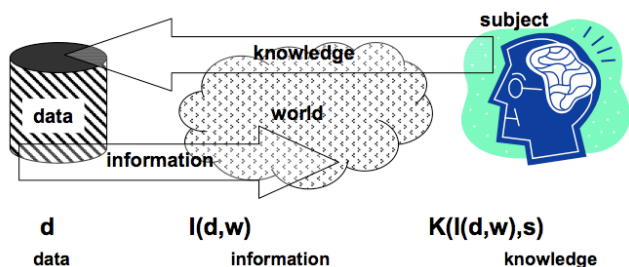 subject
knowledge
data
world
information
d I(d,w) K(I(d,w),s)
data information knowledge